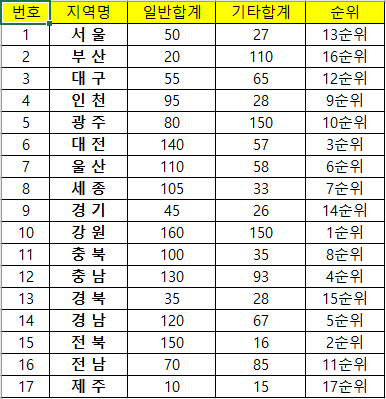 번호 지역명 일반합계 기타합계 순위
1 서 울 50 27 13순위
2 부 산 20 110 16순위
3 대 구 55 65 12순위
4 인 천 95 28 9순위
5 광 주 80 150 10순위
6 대 전 140 57 3순위
7 울 산 110 58 6순위
8 세 종 105 33 7순위
9 경 기 45 26 14순위
10 강 원 160 150 1순위
11 충 북 100 35 8순위
12 충 남 130 93 4순위
13 경 북 35 28 15순위
14 경 남 120 67 5순위
15 전 북 150 16 2순위
16 전 남 70 85 11순위
17 제 주 10 15 17순위